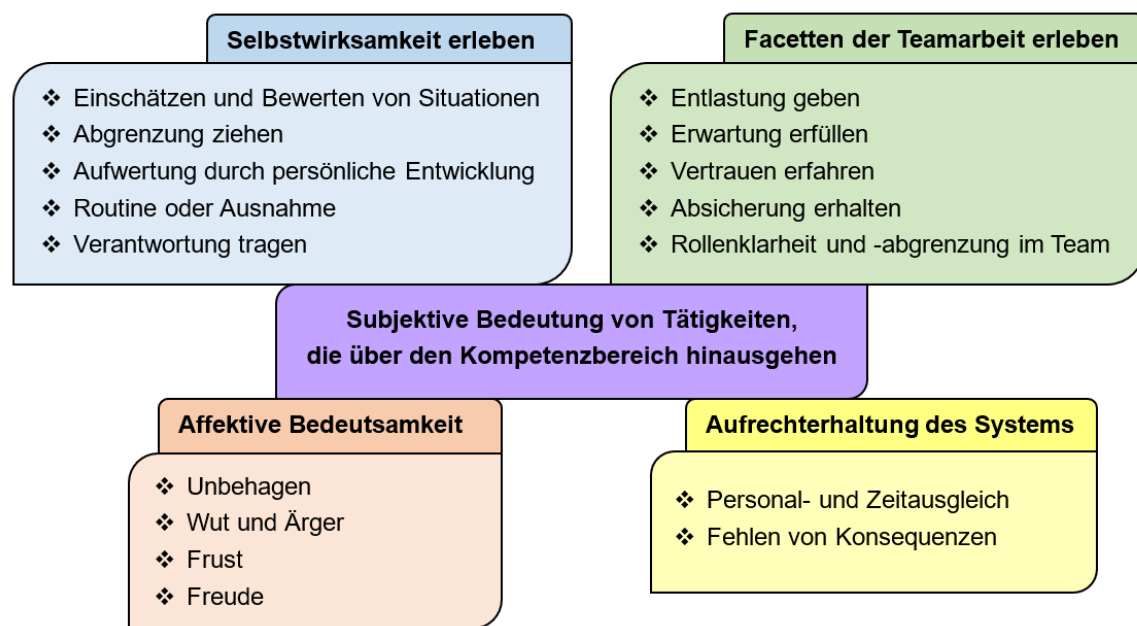 Selbstwirksamkeit erleben
❖ Einschätzen und Bewerten von Situationen
❖ Abgrenzung ziehen
❖ Aufwertung durch persönliche Entwicklung
❖ Routine oder Ausnahme
❖ Verantwortung tragen
Facetten der Teamarbeit erleben
❖ Entlastung geben
❖ Erwartung erfüllen
❖ Vertrauen erfahren
❖ Absicherung erhalten
❖ Rollenklarheit und -abgrenzung im Team
Subjektive Bedeutung von Tätigkeiten,
die über den Kompetenzbereich hinausgehen
Affektive Bedeutsamkeit
❖ Unbehagen
❖ Wut und Ärger
❖ Frust
❖ Freude
Aufrechterhaltung des Systems
❖ Personal- und Zeitausgleich
❖ Fehlen von Konsequenzen